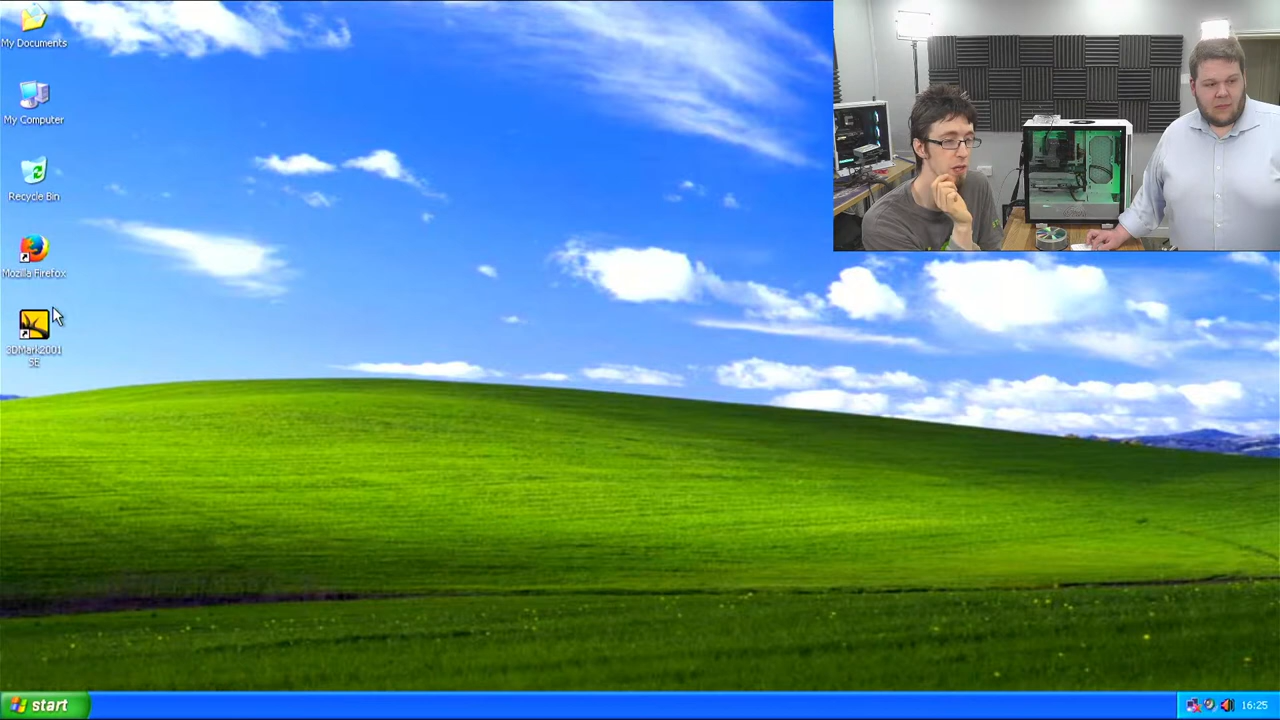 My Documents
My Computer
Recycle Bin
Mozilla Firefox
3DMark2001
SE
start
16:25